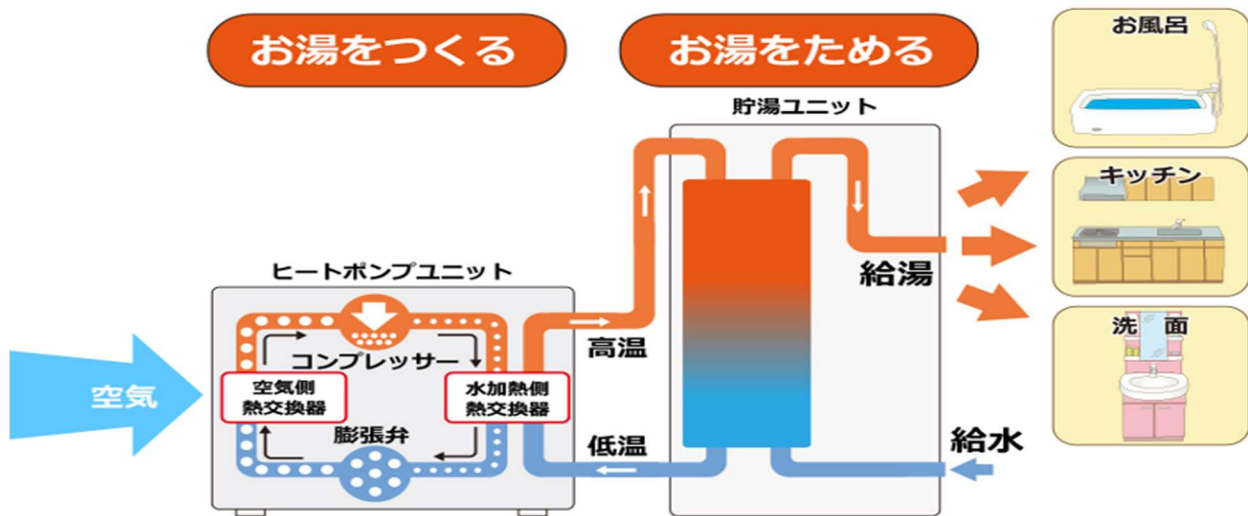 お湯をつくる
お湯をためる
お風呂
貯湯ユニット
キッチン
ヒートポンプユニット
給湯
コンプレッサー
高温
洗 面
空気
空気側
熱交換器
水加熱側
熱交換器
膨張弁
低温
給水